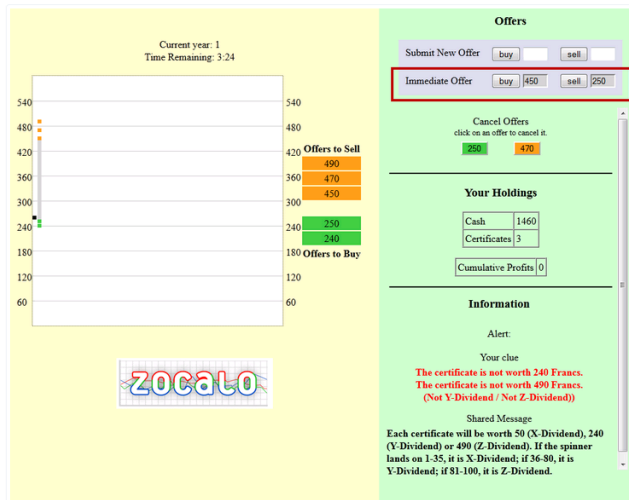 Offers
Current year: 1
Time Remaining: 3:24
Submit New Offer buy sell
Immediate Offer buy 450 sell 250
Cancel Offers
click on an offer to cancel it.
250 470
540 540
480 480
420 420
360 360
300 300
240 240
180 180
120 120
60 60
Offers to Sell
490
470
450
250
240
Offers to Buy
Your Holdings
Cash 1460
Certificates 3
Cumulative Profits 0
Information
Alert:
Your clue
The certificate is not worth 240 Francs.
The certificate is not worth 490 Francs.
(Not Y-Dividend / Not Z-Dividend))
Shared Message
Each certificate will be worth 50 (X-Dividend), 240
(Y-Dividend) or 490 (Z-Dividend). If the spinner
lands on 1-35, it is X-Dividend; if 36-80, it is
Y-Dividend; if 81-100, it is Z-Dividend.
zocalo